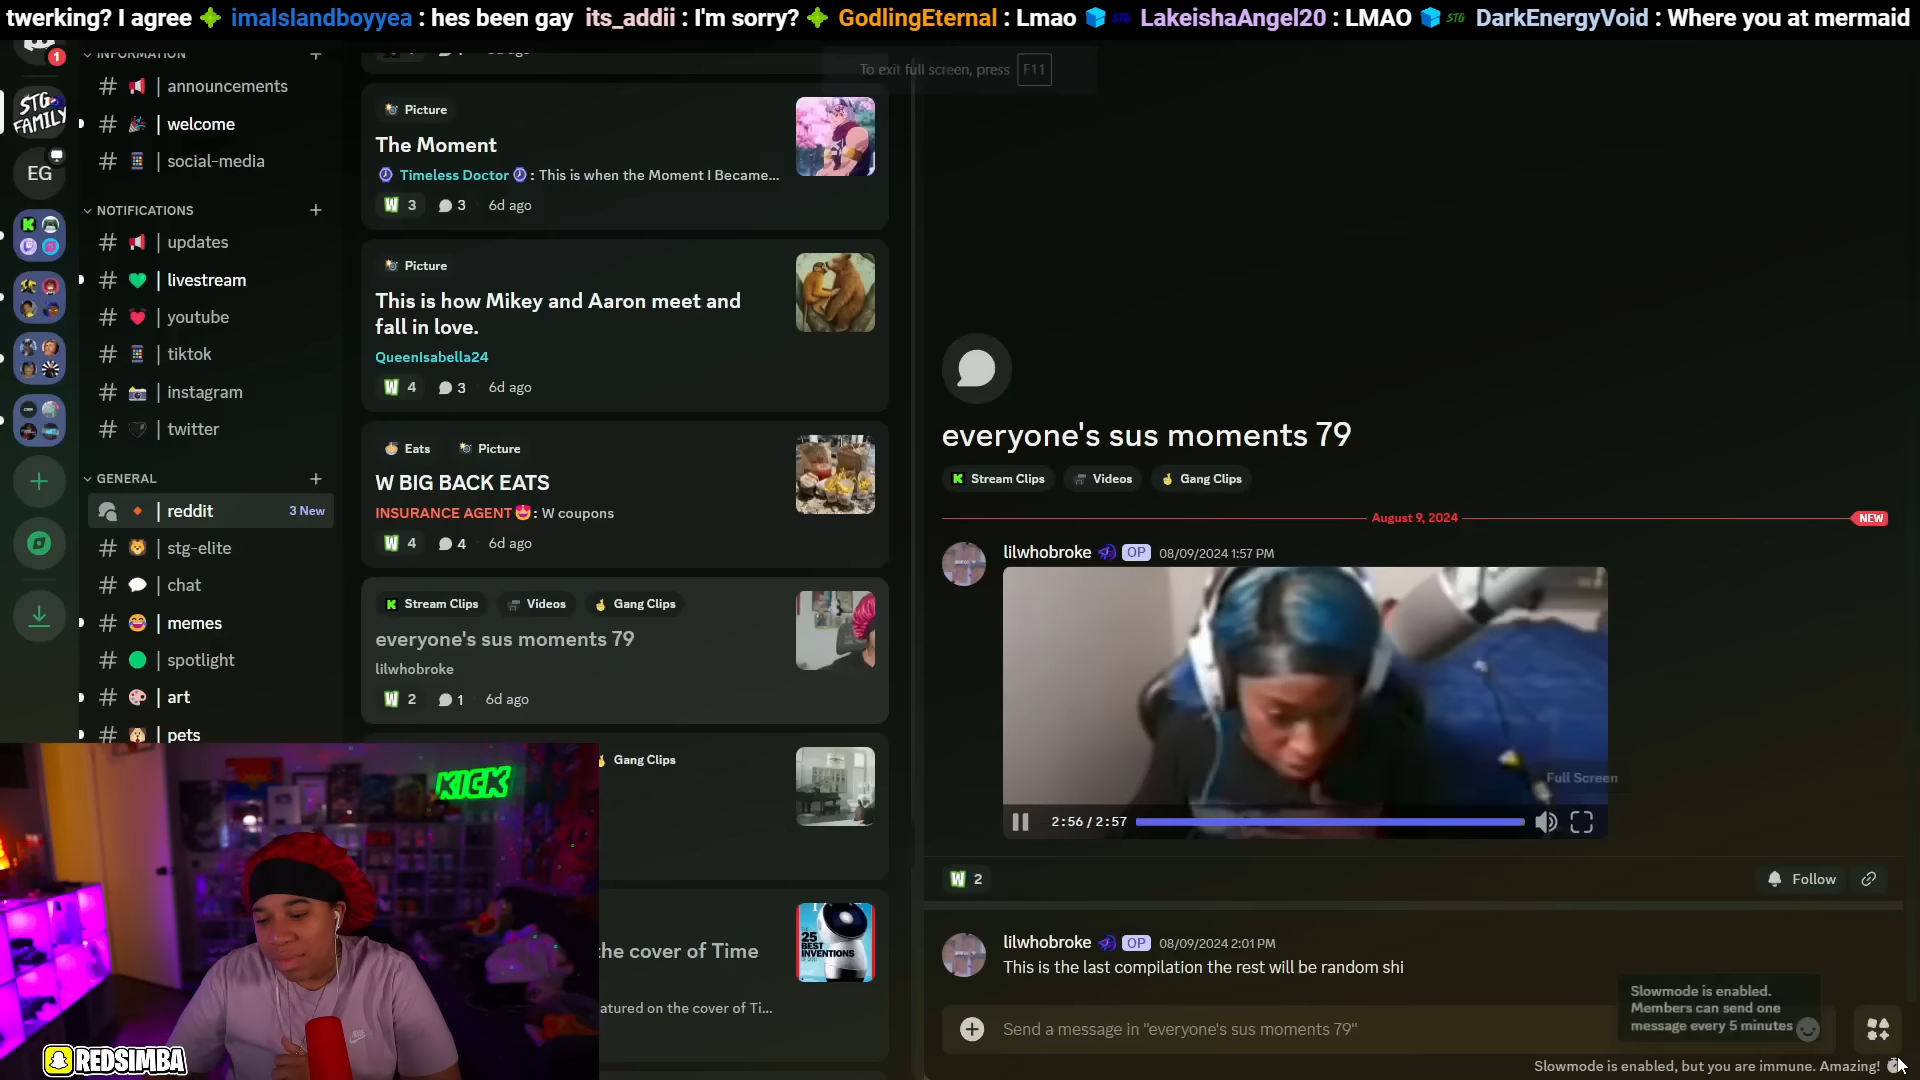 twerking? I agree imaIslandboyyea : hes been gay its_addii : I'm sorry? GodlingEternal : Lmao STG LakeishaAngel20 : LMAO STG DarkEnergyVoid : Where you at mermaid
INFORMATION
# | announcements
# | welcome
# | social-media
NOTIFICATIONS
# | updates
# | livestream
# | youtube
# | tiktok
# | instagram
# | twitter
GENERAL
| reddit 3 New
# | stg-elite
# | chat
# | memes
# | spotlight
# | art
# | pets
1
STG FAMILY
EG
Picture
The Moment
Timeless Doctor : This is when the Moment I Became...
W 3 3 6d ago
Picture
This is how Mikey and Aaron meet and
fall in love.
QueenIsabella24
W 4 3 6d ago
Eats Picture
W BIG BACK EATS
INSURANCE AGENT : W coupons
W 4 4 6d ago
Stream Clips Videos Gang Clips
everyone's sus moments 79
lilwhobroke
W 2 1 6d ago
Gang Clips
the cover of Time
atured on the cover of Ti...
25
BEST
INVENTIONS
To exit full screen, press F11
everyone's sus moments 79
Stream Clips Videos Gang Clips
August 9, 2024 NEW
lilwhobroke OP 08/09/2024 1:57 PM
Full Screen
2:56 / 2:57
W 2 Follow
lilwhobroke OP 08/09/2024 2:01 PM
This is the last compilation the rest will be random shi
Slowmode is enabled.
Members can send one
message every 5 minutes
Send a message in "everyone's sus moments 79"
Slowmode is enabled, but you are immune. Amazing!
KICK
REDSIMBA